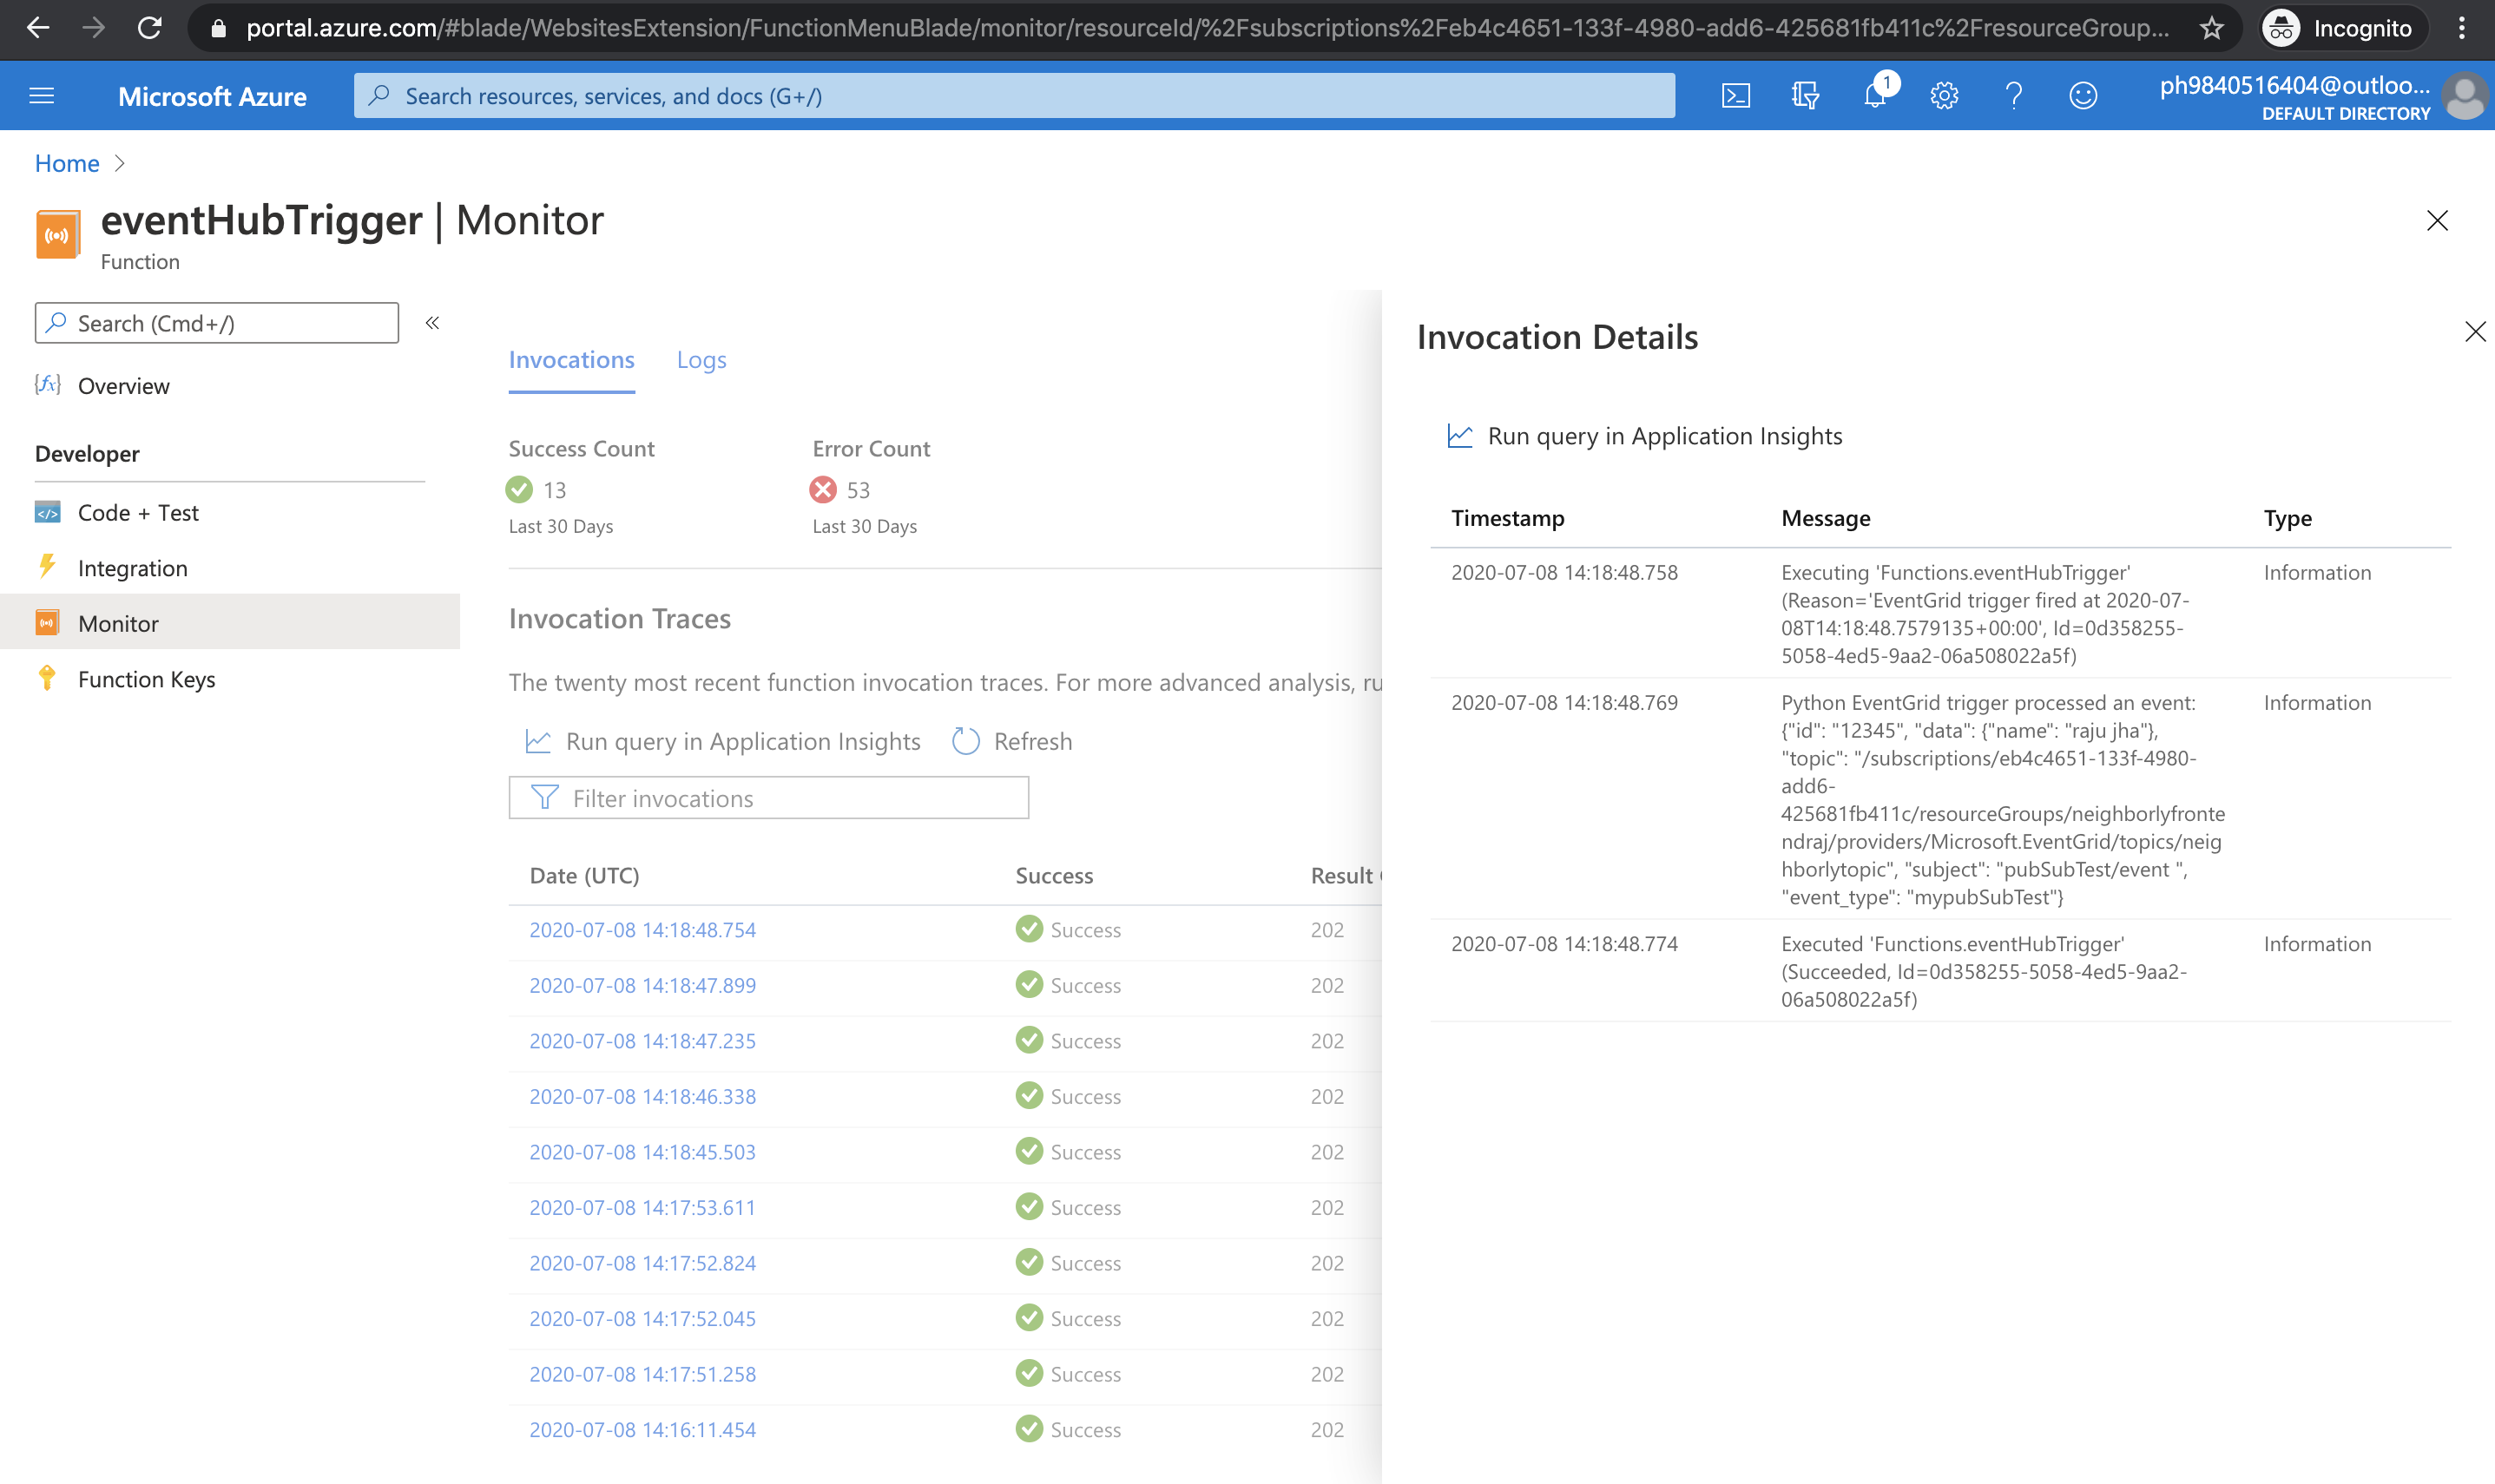 portal.azure.com/#blade/WebsitesExtension/FunctionMenuBlade/monitor/resourceId/%2Fsubscriptions%2Feb4c4651-133f-4980-add6-425681fb411c%2FresourceGroup...
Incognito
Microsoft Azure
Search resources, services, and docs (G+/)
1
ph9840516404@outloo...
DEFAULT DIRECTORY
Home
eventHubTrigger | Monitor
Function
Search (Cmd+/)
Overview
Developer
Code + Test
Integration
Monitor
Function Keys
Invocations
Logs
Success Count
Error Count
13
53
Last 30 Days
Last 30 Days
Invocation Traces
The twenty most recent function invocation traces. For more advanced analysis, ru
Run query in Application Insights
Refresh
Filter invocations
Date (UTC) Success Result
2020-07-08 14:18:48.754 Success 202
2020-07-08 14:18:47.899 Success 202
2020-07-08 14:18:47.235 Success 202
2020-07-08 14:18:46.338 Success 202
2020-07-08 14:18:45.503 Success 202
2020-07-08 14:17:53.611 Success 202
2020-07-08 14:17:52.824 Success 202
2020-07-08 14:17:52.045 Success 202
2020-07-08 14:17:51.258 Success 202
2020-07-08 14:16:11.454 Success 202
Invocation Details
Run query in Application Insights
Timestamp Message Type
2020-07-08 14:18:48.758 Executing 'Functions.eventHubTrigger' Information
(Reason='EventGrid trigger fired at 2020-07-
08T14:18:48.7579135+00:00', Id=0d358255-
5058-4ed5-9aa2-06a508022a5f)
2020-07-08 14:18:48.769 Python EventGrid trigger processed an event: Information
{"id": "12345", "data": {"name": "raju jha"},
"topic": "/subscriptions/eb4c4651-133f-4980-
add6-
425681fb411c/resourceGroups/neighborlyfronte
ndraj/providers/Microsoft.EventGrid/topics/neig
hborlytopic", "subject": "pubSubTest/event ",
"event_type": "mypubSubTest"}
2020-07-08 14:18:48.774 Executed 'Functions.eventHubTrigger' Information
(Succeeded, Id=0d358255-5058-4ed5-9aa2-
06a508022a5f)